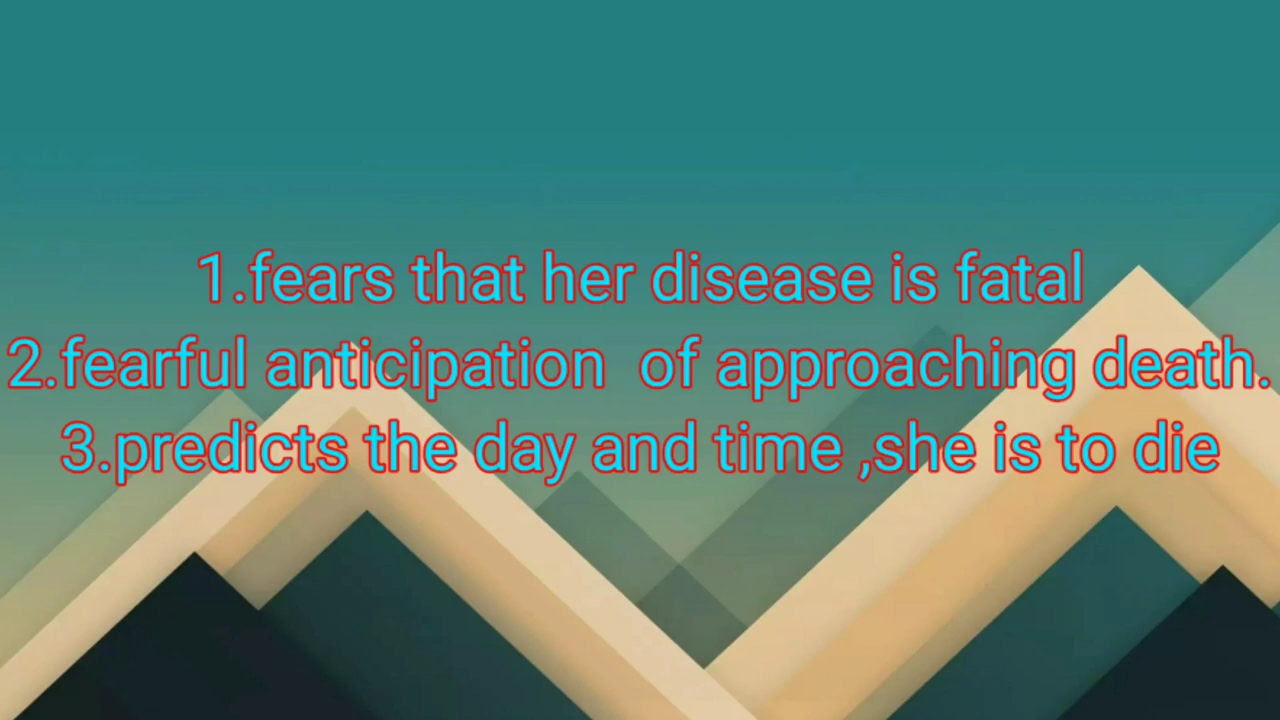 1.fears that her disease is fatal
2.fearful anticipation  of approaching death.
3.predicts the day and time ,she is to die